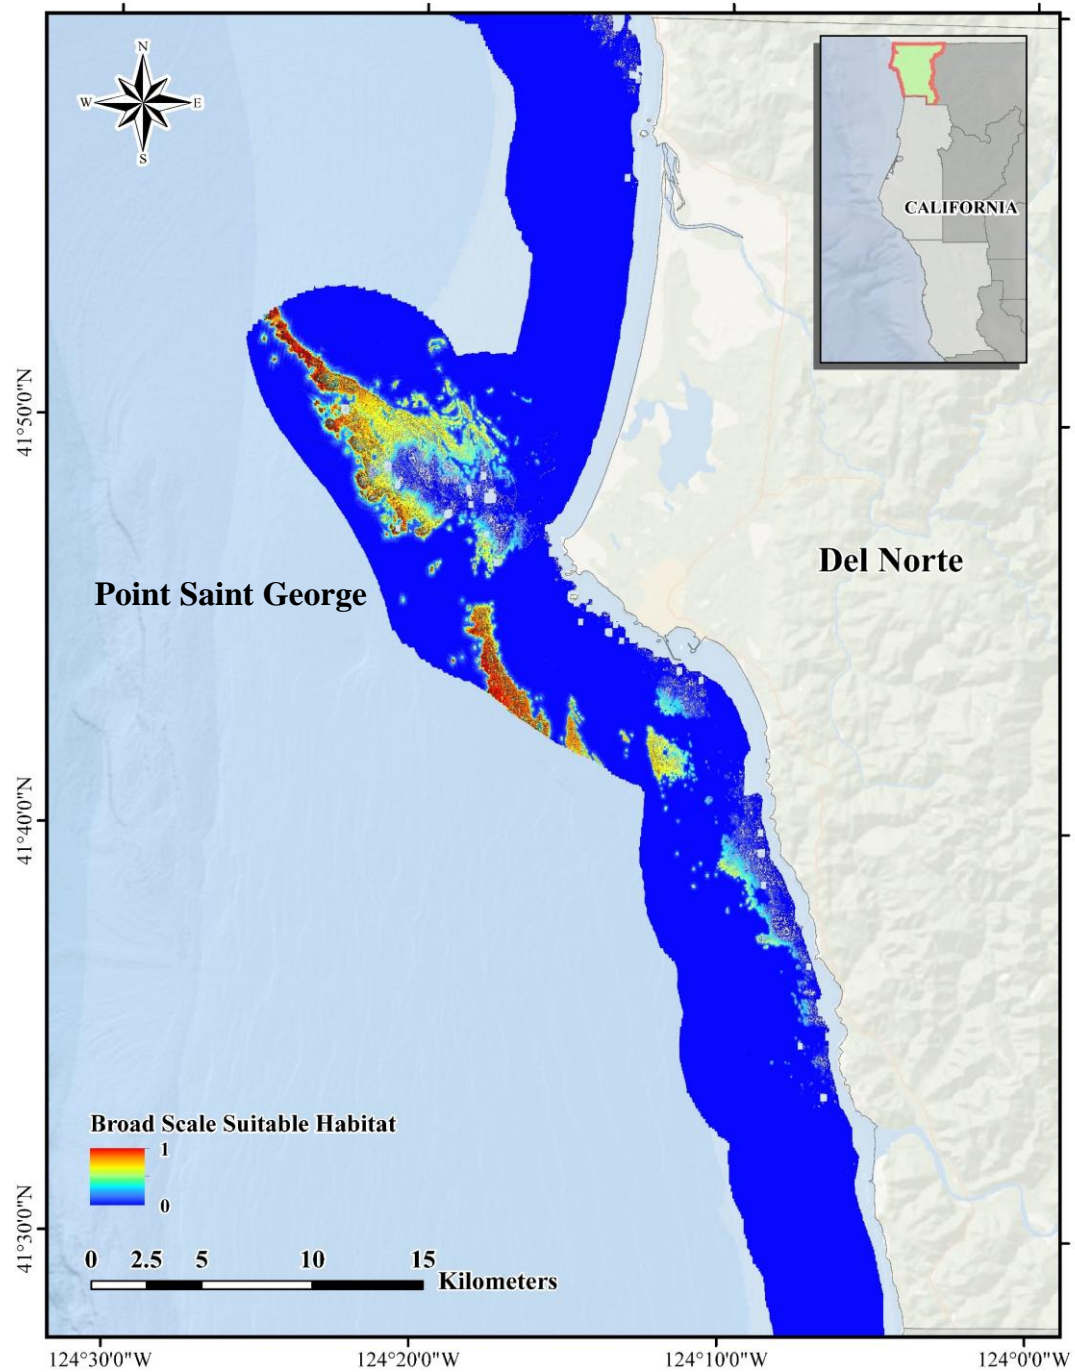 N
W E
S
CALIFORNIA
41°50'0"N
Del Norte
Point Saint George
41°40'0"N
Broad Scale Suitable Habitat
1
0
41°30'0"N
0 2.5 5 10 15
Kilometers
124°30'0"W 124°20'0"W 124°10'0"W 124°0'0"W